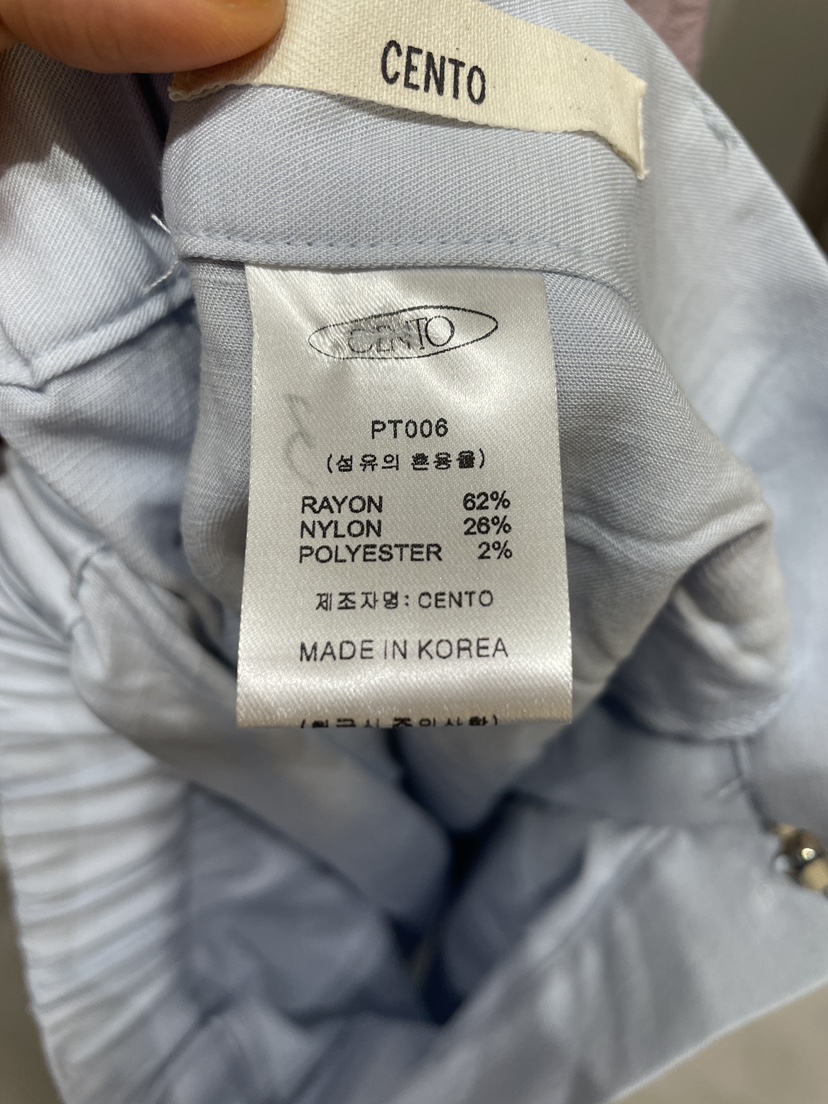 CENTO
CENTO
PT006
(섬유의 혼용율)
RAYON 62%
NYLON 26%
POLYESTER 2%
제조자명: CENTO
MADE IN KOREA